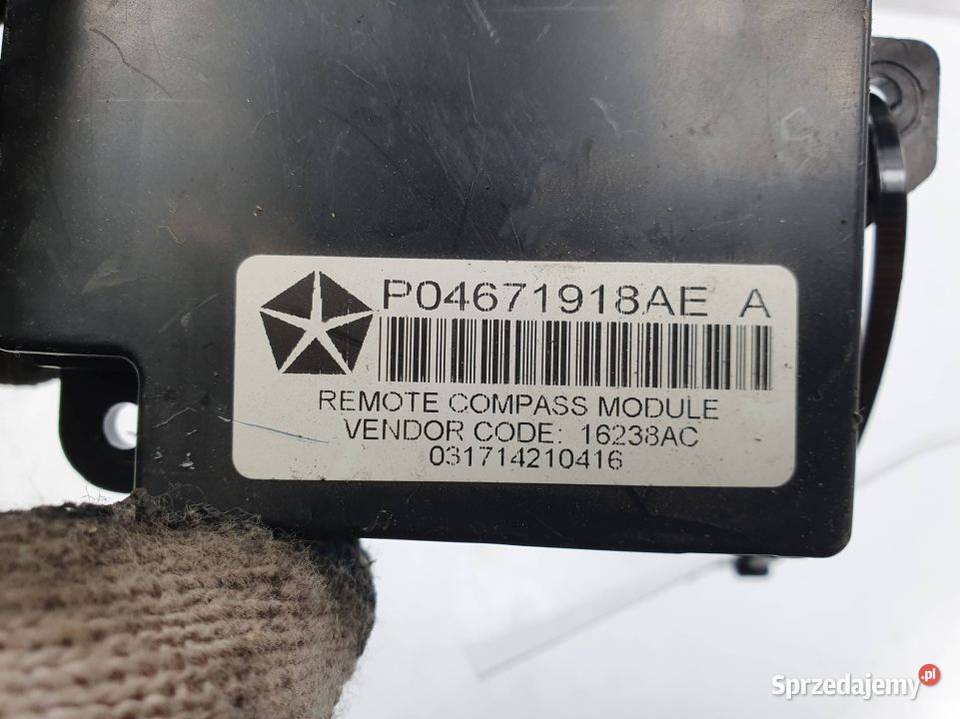 P04671918AE A
REMOTE COMPASS MODULE
VENDOR CODE: 16238AC
031714210416
Sprzedajemy.pl